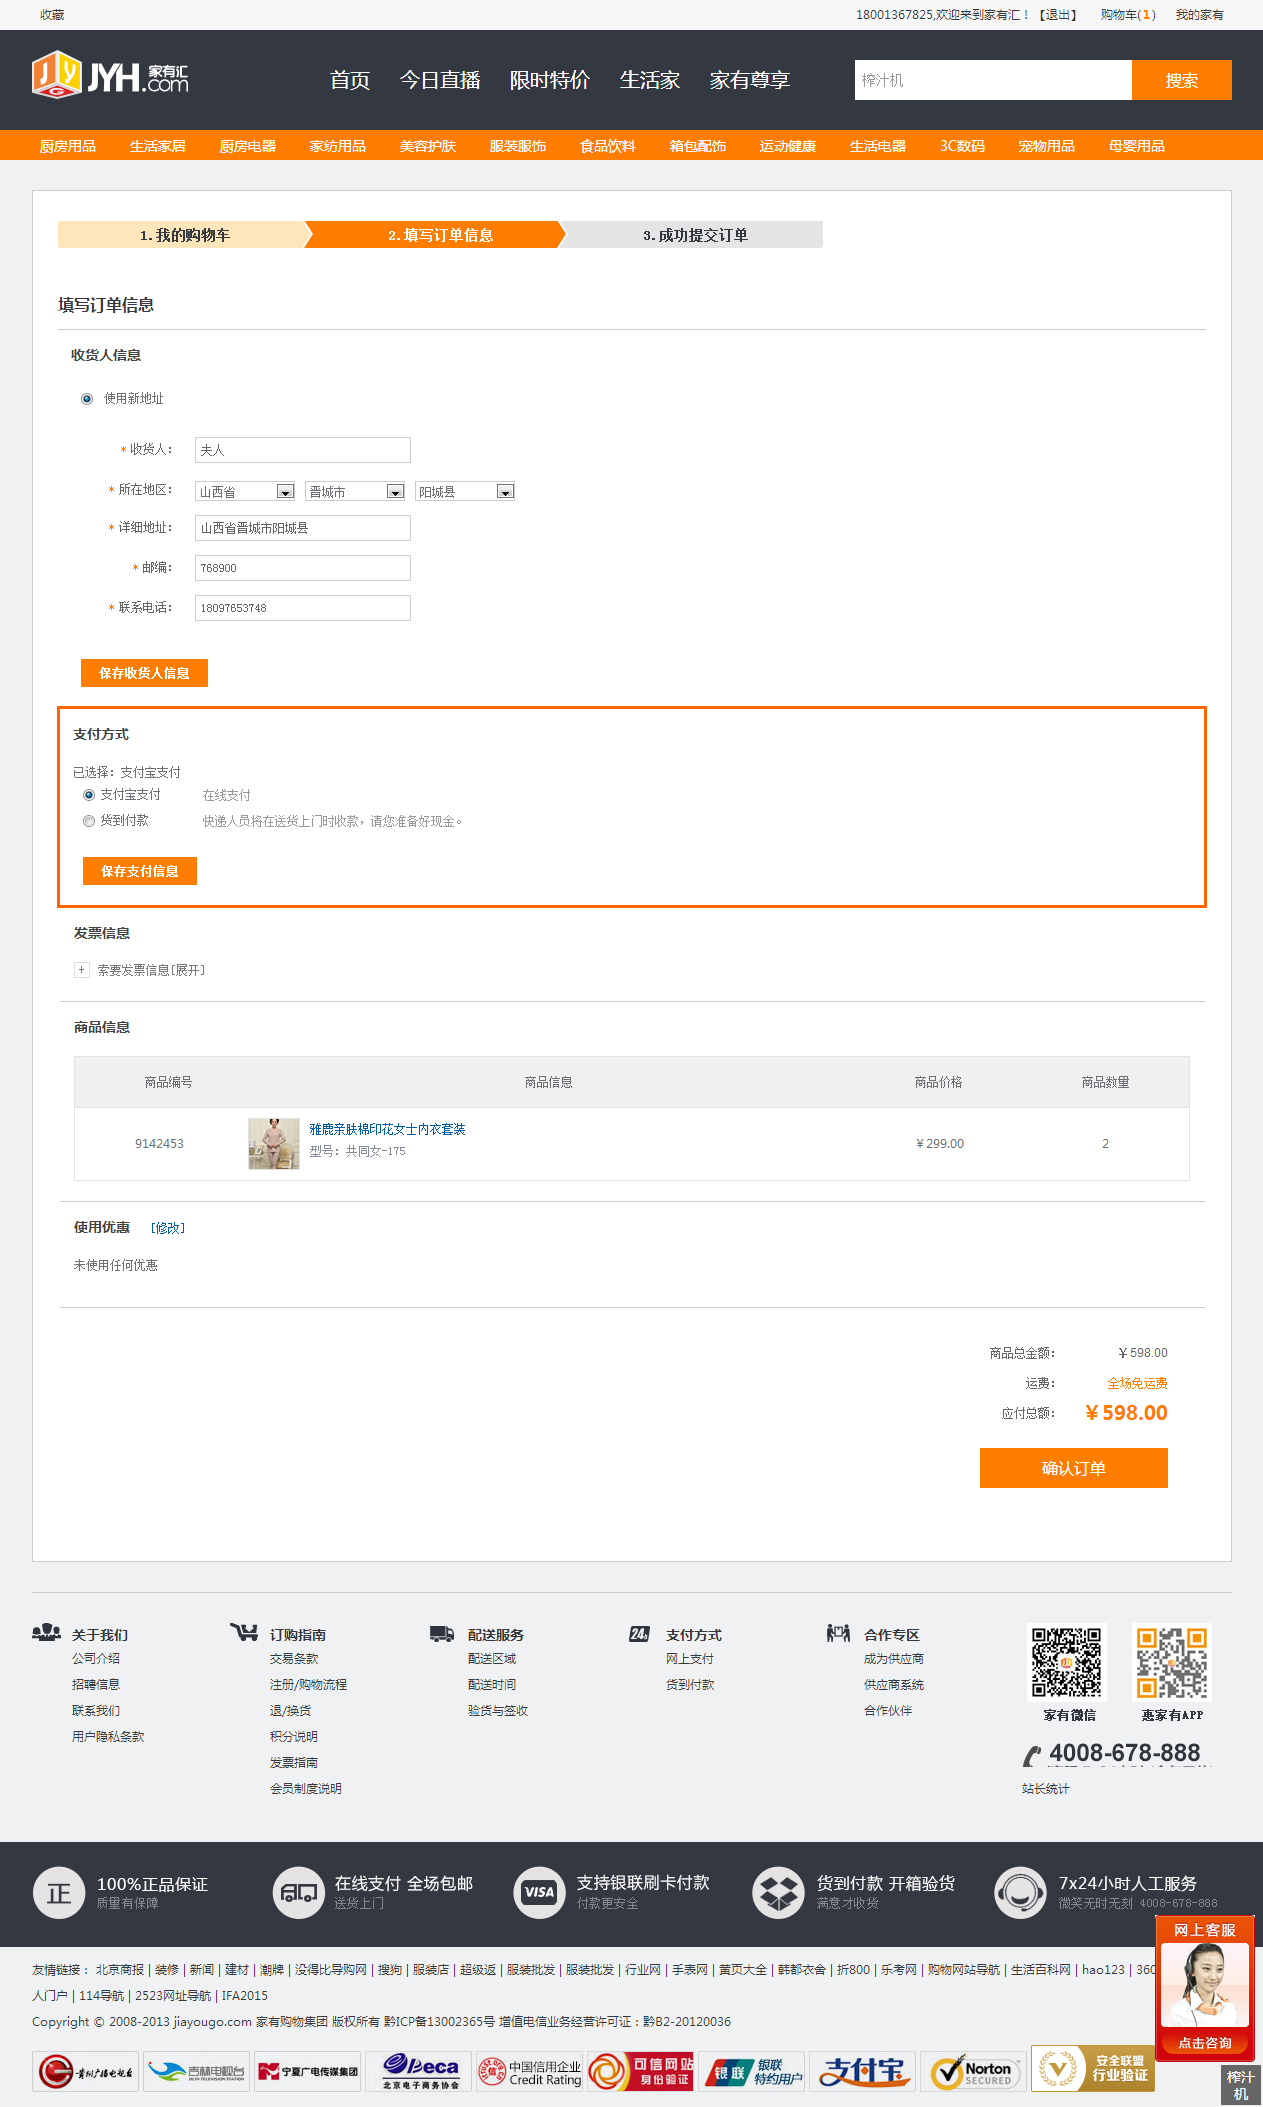 收藏
18001367825,欢迎来到家有汇！【退出】 购物车(1) 我的家有
JYH.com 家有汇
首页 今日直播 限时特价 生活家 家有尊享
榨汁机 搜索
厨房用品 生活家居 厨房电器 家纺用品 美容护肤 服装服饰 食品饮料 箱包配饰 运动健康 生活电器 3C数码 宠物用品 母婴用品
1.我的购物车 2.填写订单信息 3.成功提交订单
填写订单信息
收货人信息
使用新地址
* 收货人： 夫人
* 所在地区： 山西省 晋城市 阳城县
* 详细地址： 山西省晋城市阳城县
* 邮编： 768900
* 联系电话： 18097653748
保存收货人信息
支付方式
已选择：支付宝支付
支付宝支付 在线支付
货到付款 快递人员将在送货上门时收款，请您准备好现金。
保存支付信息
发票信息
+ 索要发票信息[展开]
商品信息
商品编号 商品信息 商品价格 商品数量
9142453 雅鹿亲肤棉印花女士内衣套装 ￥299.00 2
型号：共同女-175
使用优惠 [修改]
未使用任何优惠
商品总金额： ￥598.00
运费： 全场免运费
应付总额： ￥598.00
确认订单
关于我们 订购指南 配送服务 24h 支付方式 合作专区
公司介绍 交易条款 配送区域 网上支付 成为供应商
招聘信息 注册/购物流程 配送时间 货到付款 供应商系统
联系我们 退/换货 验货与签收 合作伙伴
家有微信 惠家有APP
用户隐私条款 积分说明
4008-678-888
发票指南
会员制度说明 站长统计
正 100%正品保证 在线支付 全场包邮 VISA 支持银联刷卡付款 货到付款 开箱验货 7x24小时人工服务
质量有保障 送货上门 付款更安全 满意才收货 微笑无时无刻 4008-678-888
网上客服
点击咨询
友情链接： 北京商报 | 装修 | 新闻 | 建材 | 潮牌 | 没得比导购网 | 搜狗 | 服装店 | 超级返 | 服装批发 | 服装批发 | 行业网 | 手表网 | 黄页大全 | 韩都衣舍 | 折800 | 乐考网 | 购物网站导航 | 生活百科网 | hao123 | 360
人门户 | 114导航 | 2523网址导航 | IFA2015
Copyright © 2008-2013 jiayougo.com 家有购物集团 版权所有 黔ICP备13002365号 增值电信业务经营许可证：黔B2-20120036
贵州广播电视台 吉林电视台 JILIN TELEVISION STATION 宁夏广电传媒集团 Beca 北京电子商务协会 中国信用企业 Credit Rating 可信网站 身份验证 银联 银联特约用户 支付宝 Norton SECURED 安全联盟 行业验证
榨汁机